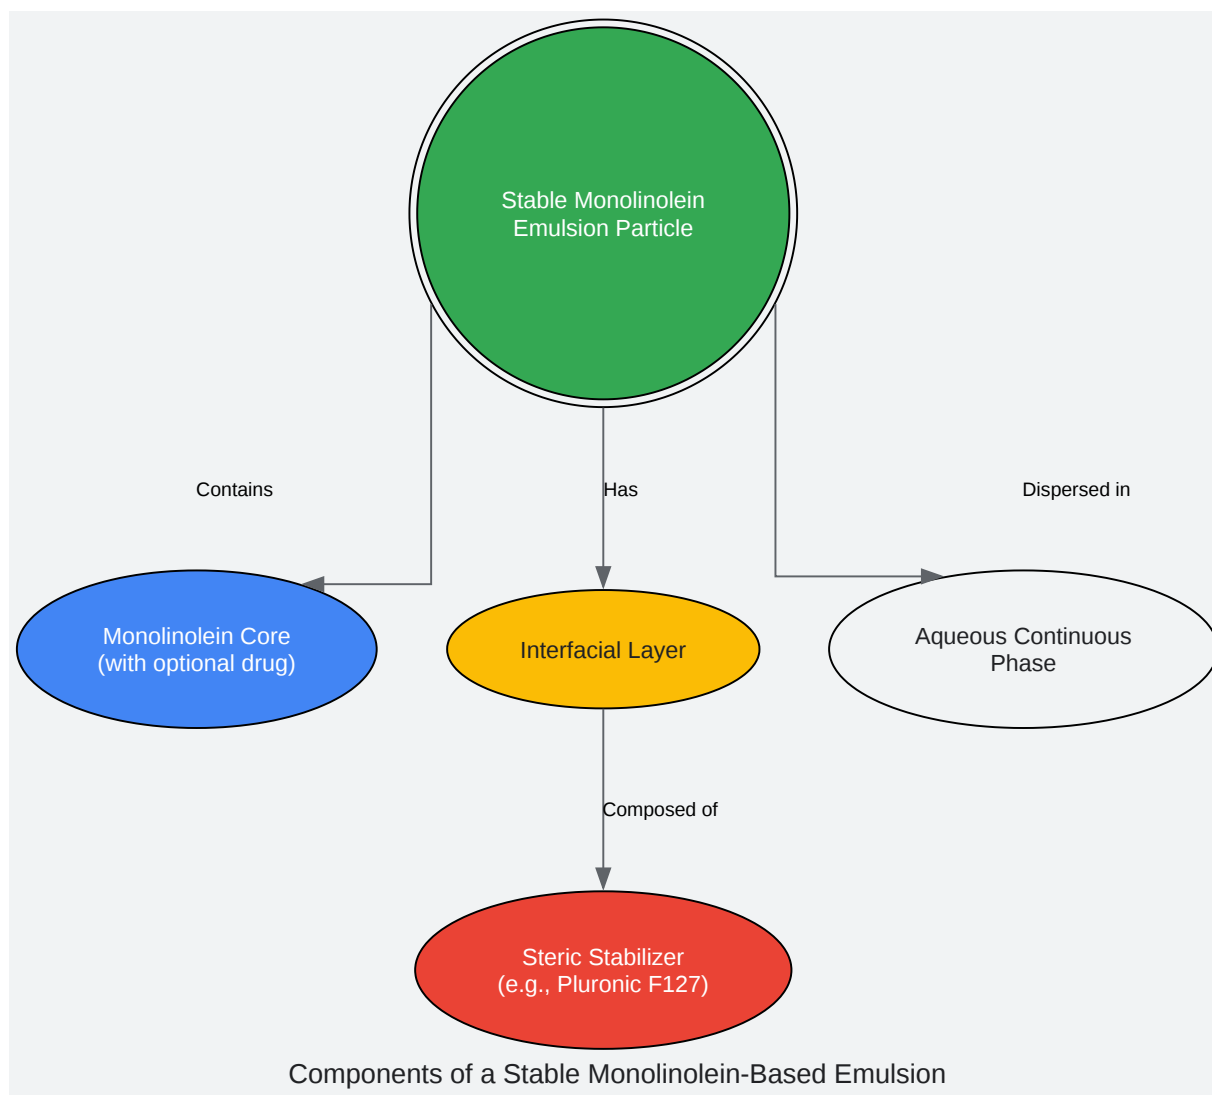 Stable Monolinolein
Emulsion Particle
Contains
Has
Dispersed in
Monolinolein Core
(with optional drug)
Interfacial Layer
Aqueous Continuous
Phase
Composed of
Steric Stabilizer
(e.g., Pluronic F127)
Components of a Stable Monolinolein-Based Emulsion